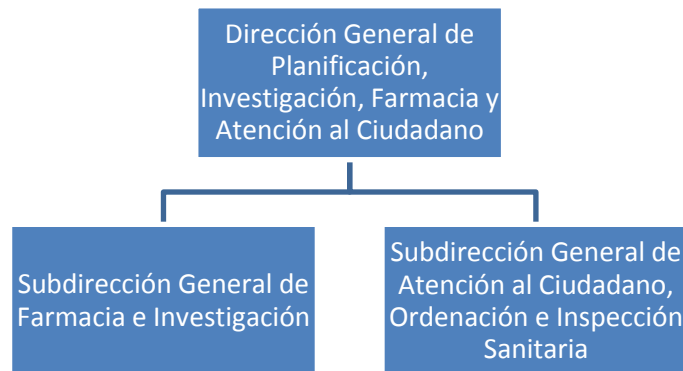 Dirección General de
Planificación,
Investigación, Farmacia y
Atención al Ciudadano
Subdirección General de
Farmacia e Investigación
Subdirección General de
Atención al Ciudadano,
Ordenación e Inspección
Sanitaria